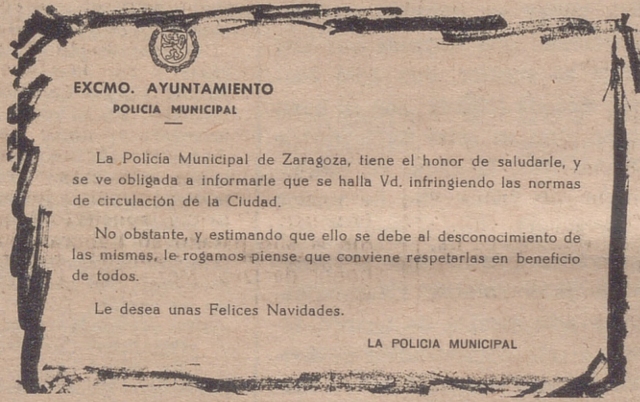 EXCMO. AYUNTAMIENTO
POLICIA MUNICIPAL
La Policía Municipal de Zaragoza, tiene el honor de saludarle, y
se ve obligada a informarle que se halla Vd. infringiendo las normas
de circulación de la Ciudad.
No obstante, y estimando que ello se debe al desconocimiento de
las mismas, le rogamos piense que conviene respetarlas en beneficio
de todos.
Le desea unas Felices Navidades.
LA POLICIA MUNICIPAL